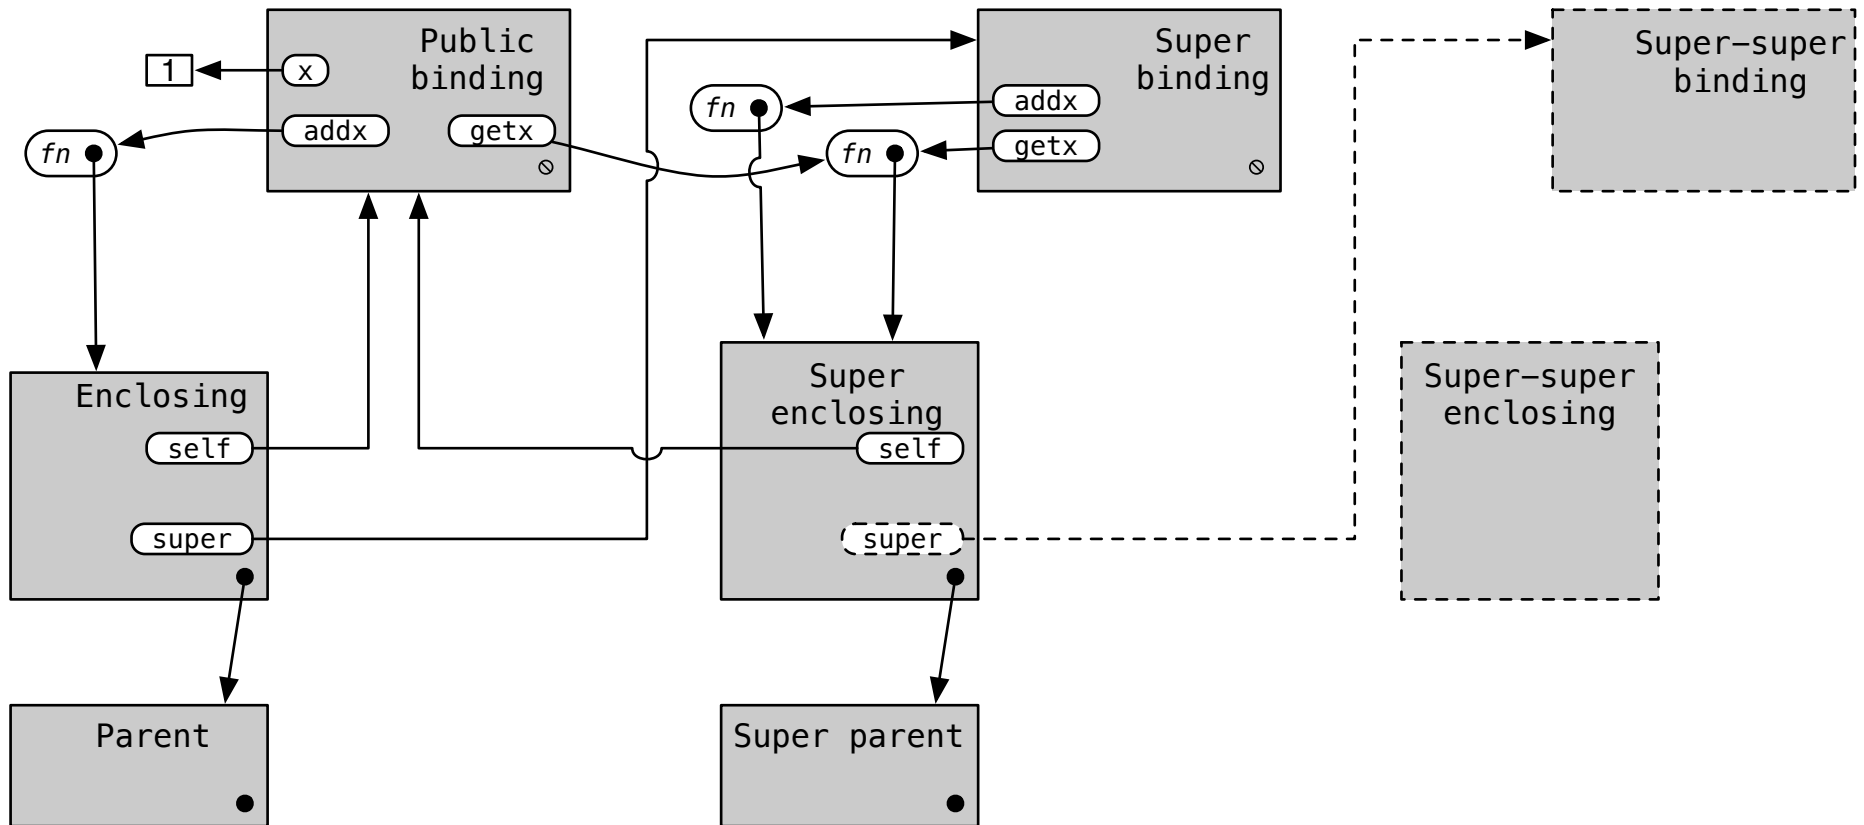 Public
binding
1
x
addx
getx
fn
Super
binding
fn
addx
fn
getx
Super−super
binding
Enclosing
self
super
Super
enclosing
self
super
Super−super
enclosing
Parent
Super parent